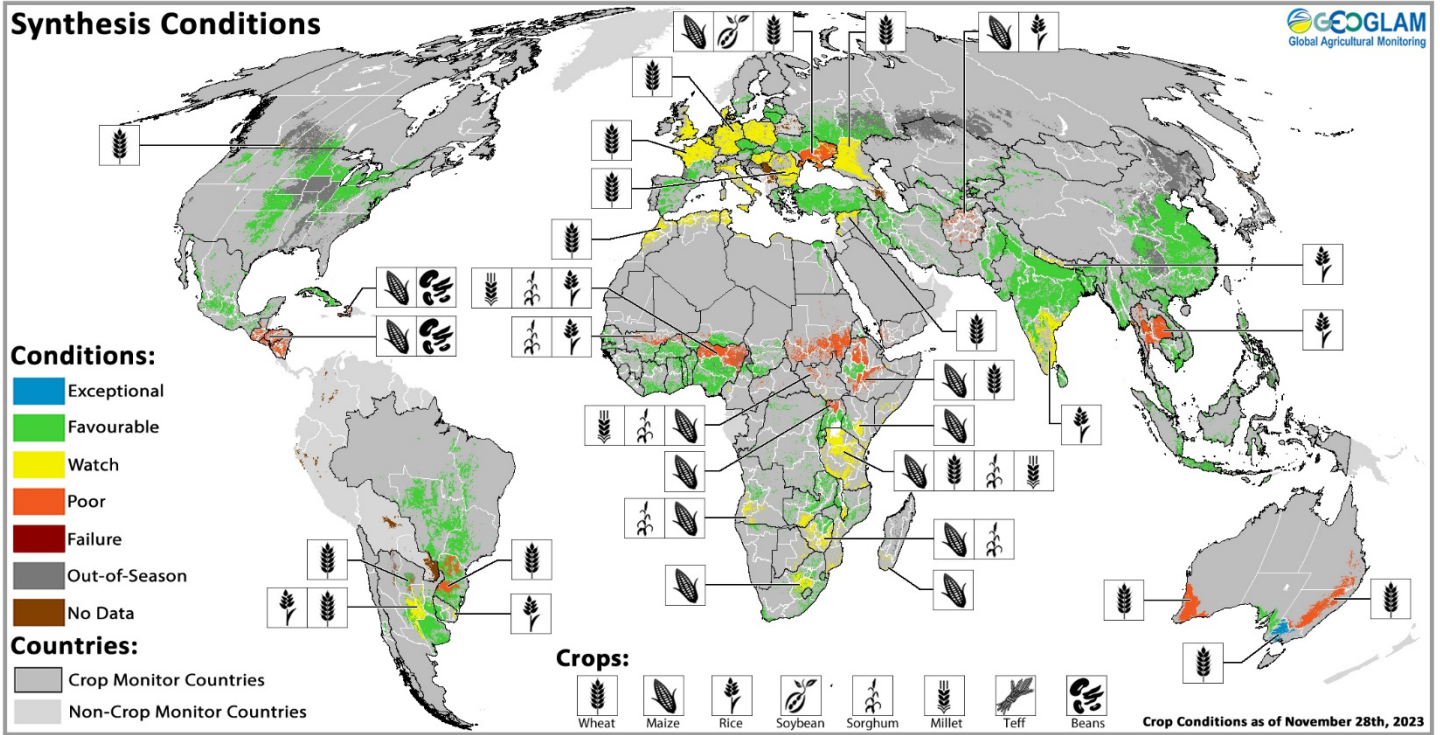 Synthesis Conditions
GEOGLAM
Global Agricultural Monitoring
Conditions:
Exceptional
Favourable
Watch
Poor
Failure
Out-of-Season
No Data
Countries:
Crop Monitor Countries
Non-Crop Monitor Countries
Crops:
Wheat
Maize
Rice
Soybean
Sorghum
Millet
Teff
Beans
Crop Conditions as of November 28th, 2023